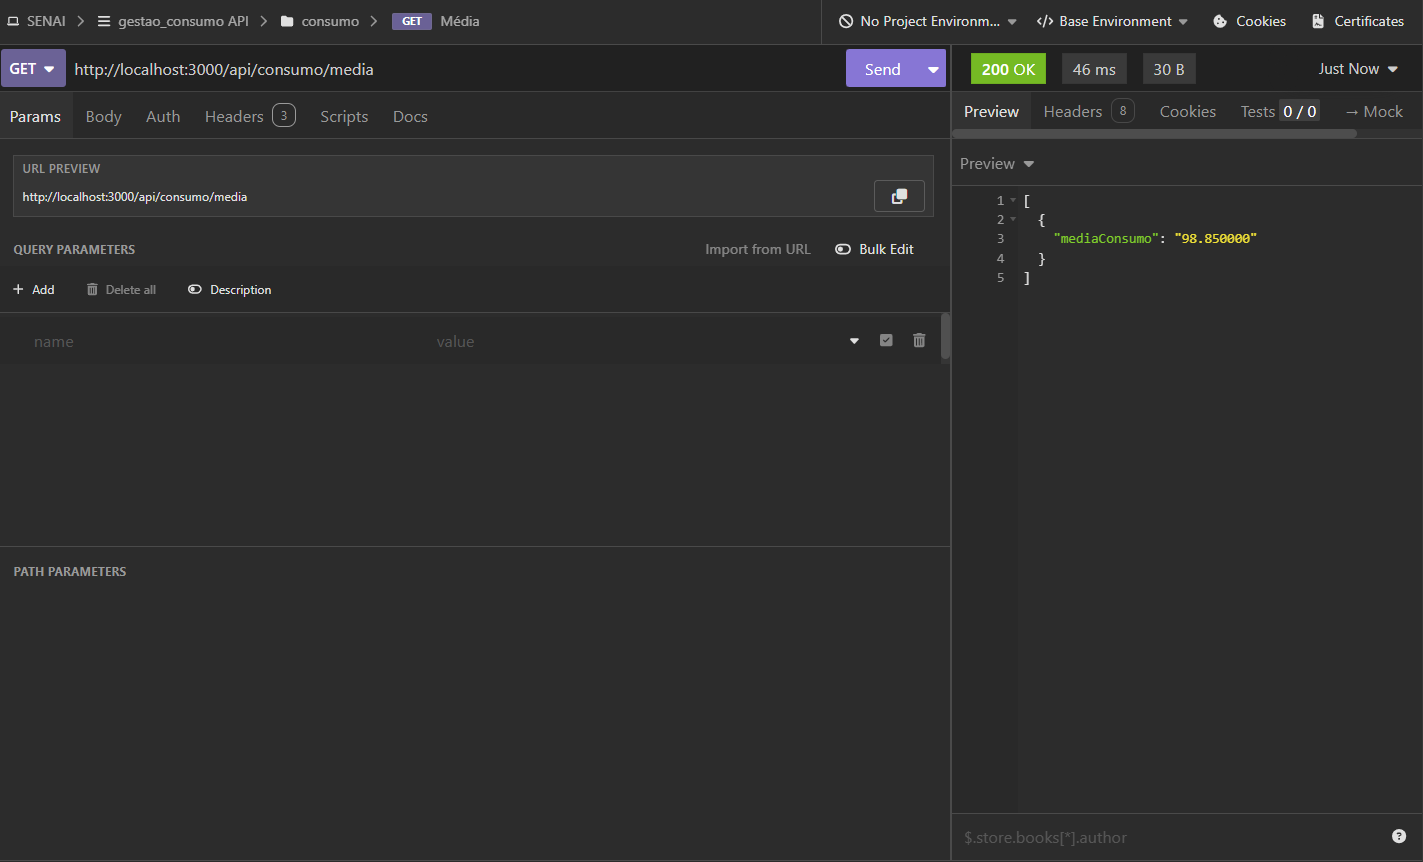 SENAI > gestao_consumo API > consumo > GET Média
No Project Environm... Base Environment Cookies Certificates
GET http://localhost:3000/api/consumo/media Send
200 OK 46 ms 30 B Just Now
Params Body Auth Headers 3 Scripts Docs
Preview Headers 8 Cookies Tests 0 / 0 → Mock
URL PREVIEW
http://localhost:3000/api/consumo/media
QUERY PARAMETERS Import from URL Bulk Edit
+ Add Delete all Description
name value
PATH PARAMETERS
Preview
1 [
2 {
3 "mediaConsumo": "98.850000"
4 }
5 ]
$.store.books[*].author